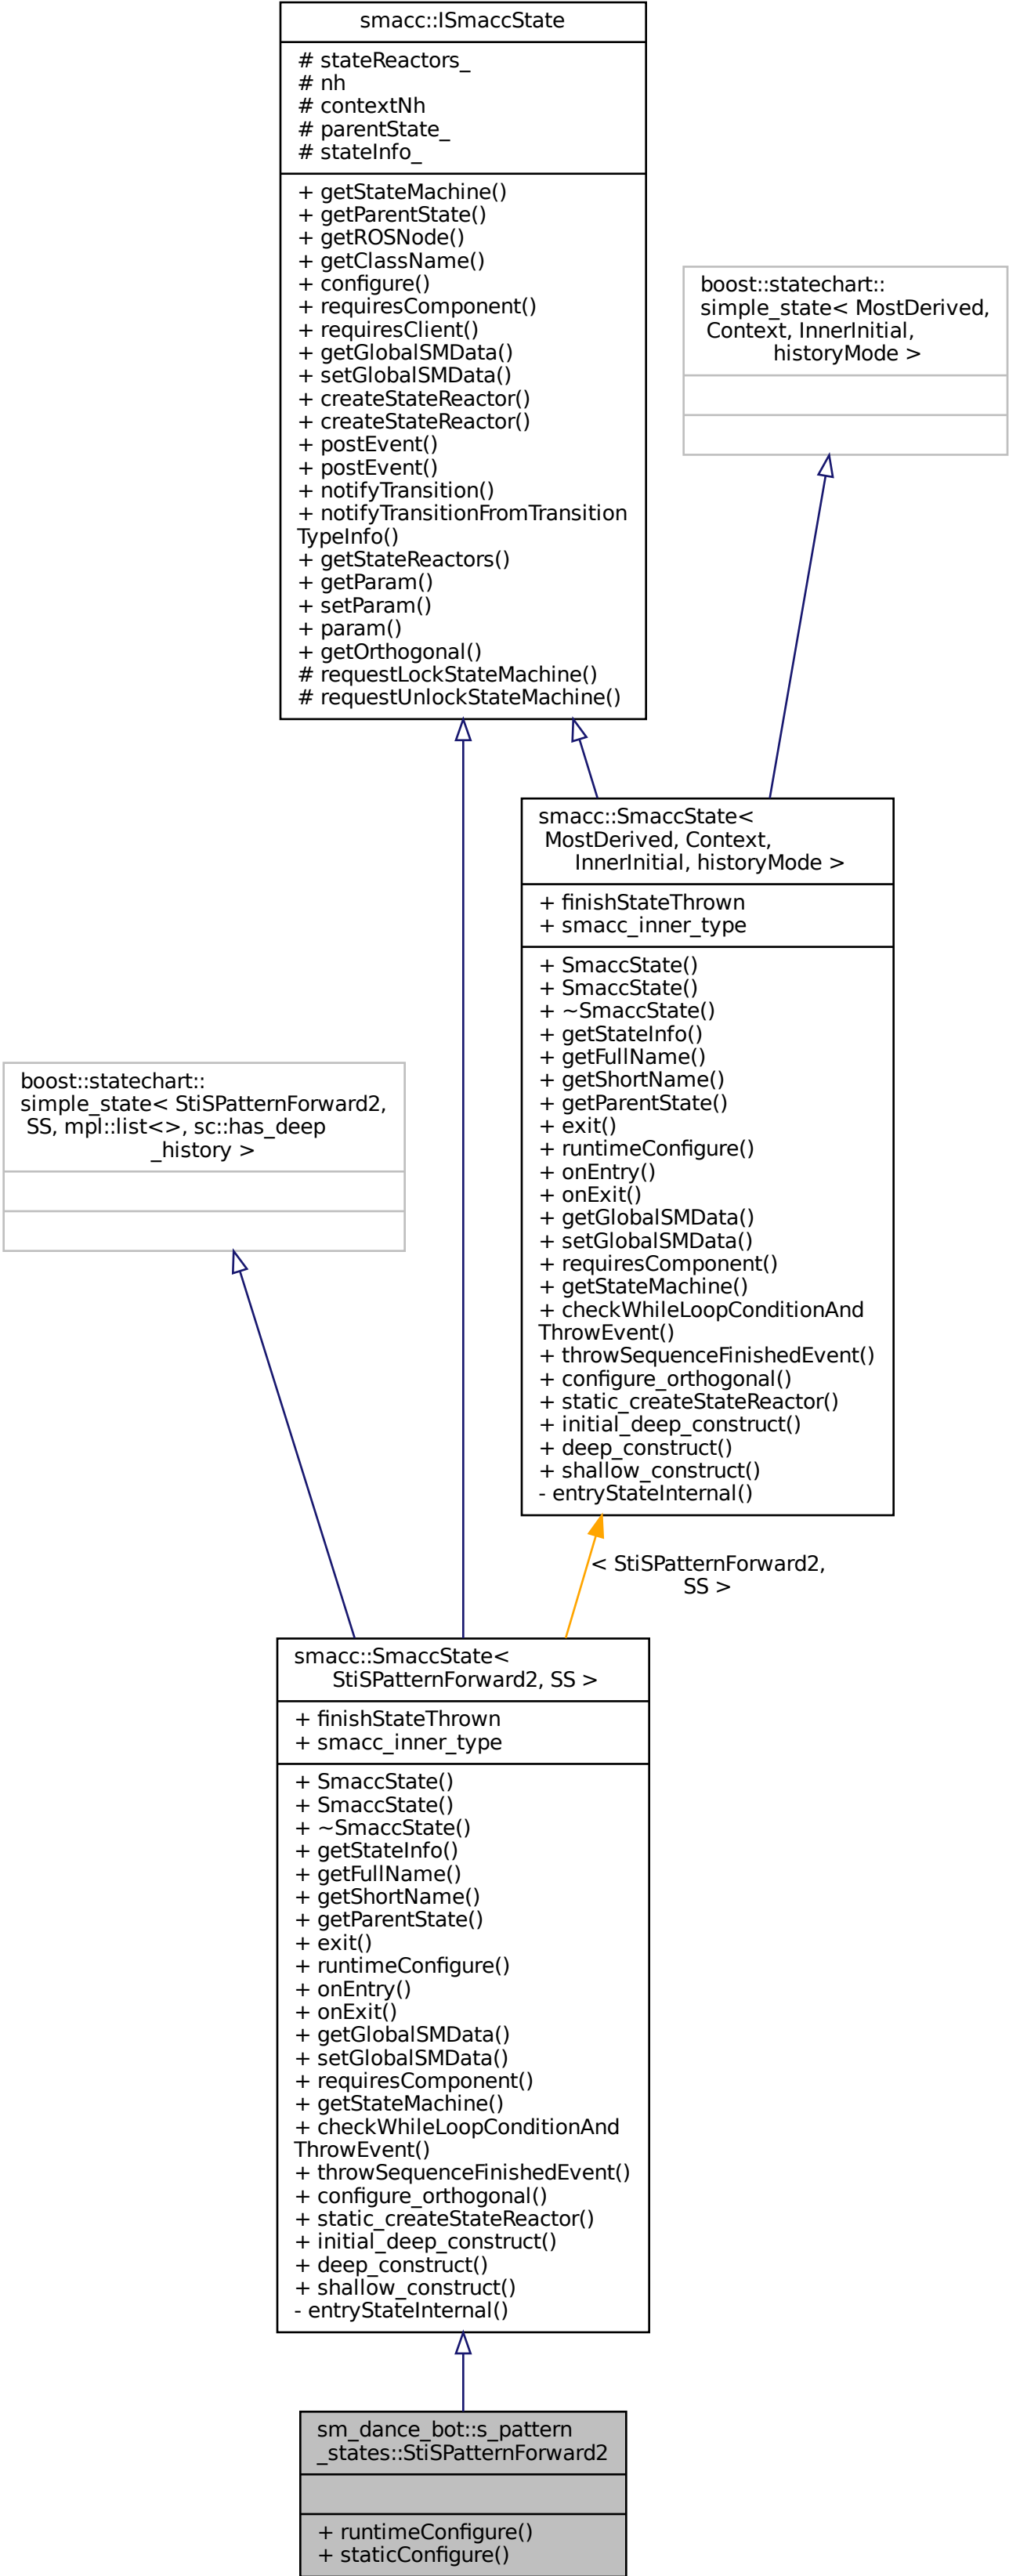 smacc::ISmaccState
# stateReactors_
# nh
# contextNh
# parentState_
# stateInfo_
+ getStateMachine()
+ getParentState()
+ getROSNode()
+ getClassName()
+ configure()
+ requiresComponent()
+ requiresClient()
+ getGlobalSMData()
+ setGlobalSMData()
+ createStateReactor()
+ createStateReactor()
+ postEvent()
+ postEvent()
+ notifyTransition()
+ notifyTransitionFromTransition
TypeInfo()
+ getStateReactors()
+ getParam()
+ setParam()
+ param()
+ getOrthogonal()
# requestLockStateMachine()
# requestUnlockStateMachine()
boost::statechart::
simple_state< MostDerived,
Context, InnerInitial,
historyMode >
smacc::SmaccState<
MostDerived, Context,
InnerInitial, historyMode >
+ finishStateThrown
+ smacc_inner_type
+ SmaccState()
+ SmaccState()
+ ~SmaccState()
+ getStateInfo()
+ getFullName()
+ getShortName()
+ getParentState()
+ exit()
+ runtimeConfigure()
+ onEntry()
+ onExit()
+ getGlobalSMData()
+ setGlobalSMData()
+ requiresComponent()
+ getStateMachine()
+ checkWhileLoopConditionAnd
ThrowEvent()
+ throwSequenceFinishedEvent()
+ configure_orthogonal()
+ static_createStateReactor()
+ initial_deep_construct()
+ deep_construct()
+ shallow_construct()
- entryStateInternal()
boost::statechart::
simple_state< StiSPatternForward2,
SS, mpl::list<>, sc::has_deep
_history >
< StiSPatternForward2,
SS >
smacc::SmaccState<
StiSPatternForward2, SS >
+ finishStateThrown
+ smacc_inner_type
+ SmaccState()
+ SmaccState()
+ ~SmaccState()
+ getStateInfo()
+ getFullName()
+ getShortName()
+ getParentState()
+ exit()
+ runtimeConfigure()
+ onEntry()
+ onExit()
+ getGlobalSMData()
+ setGlobalSMData()
+ requiresComponent()
+ getStateMachine()
+ checkWhileLoopConditionAnd
ThrowEvent()
+ throwSequenceFinishedEvent()
+ configure_orthogonal()
+ static_createStateReactor()
+ initial_deep_construct()
+ deep_construct()
+ shallow_construct()
- entryStateInternal()
sm_dance_bot::s_pattern
_states::StiSPatternForward2
+ runtimeConfigure()
+ staticConfigure()